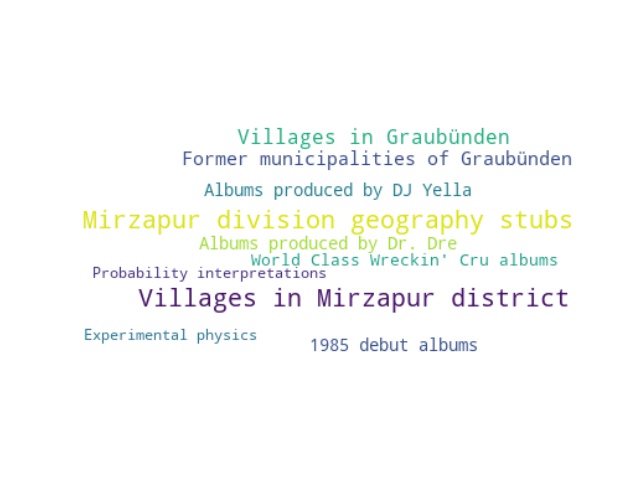 Villages in Graubünden
Former municipalities of Graubünden
Albums produced by DJ Yella
Mirzapur division geography stubs
Albums produced by Dr. Dre
World Class Wreckin' Cru albums
Probability interpretations
Villages in Mirzapur district
Experimental physics
1985 debut albums